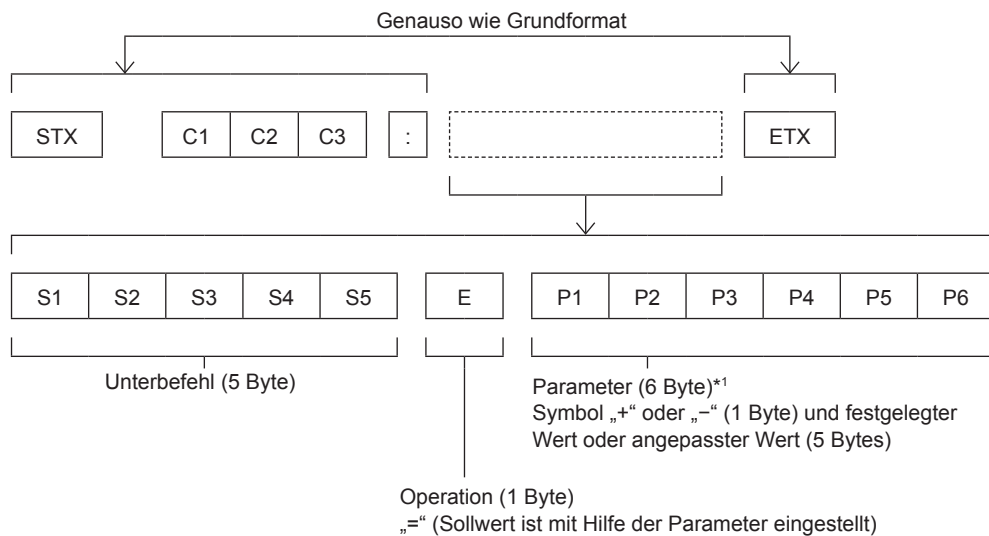 Genauso wie Grundformat
STX C1 C2 C3 : ETX
S1 S2 S3 S4 S5 E P1 P2 P3 P4 P5 P6
Unterbefehl (5 Byte)
Parameter (6 Byte)*1
Symbol „+“ oder „−“ (1 Byte) und festgelegter
Wert oder angepasster Wert (5 Bytes)
Operation (1 Byte)
„=“ (Sollwert ist mit Hilfe der Parameter eingestellt)